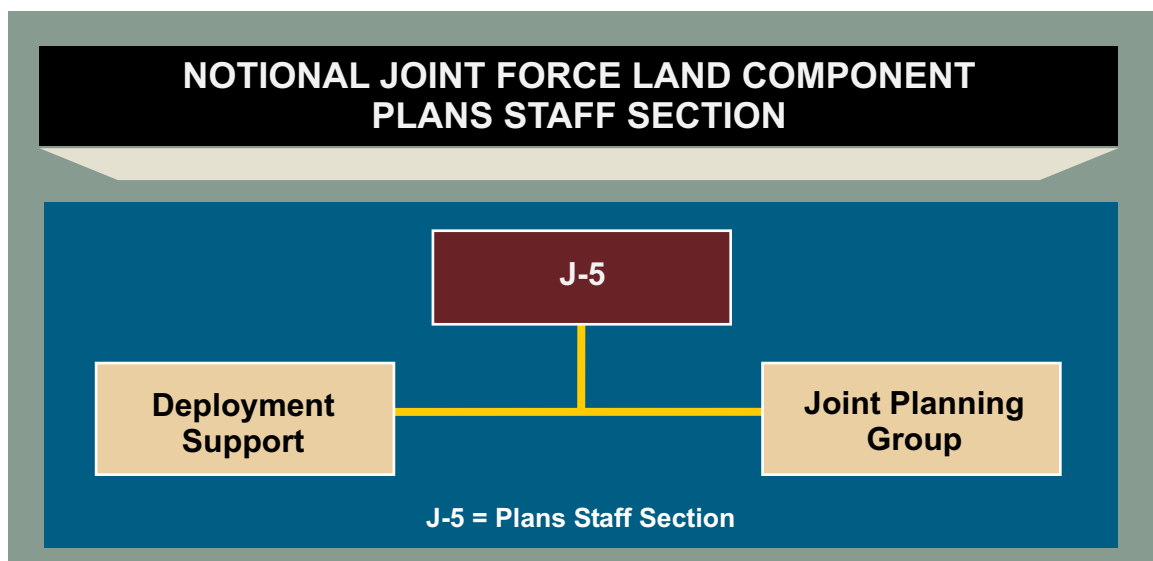 NOTIONAL JOINT FORCE LAND COMPONENT
PLANS STAFF SECTION
J-5
Deployment
Support
Joint Planning
Group
J-5 = Plans Staff Section